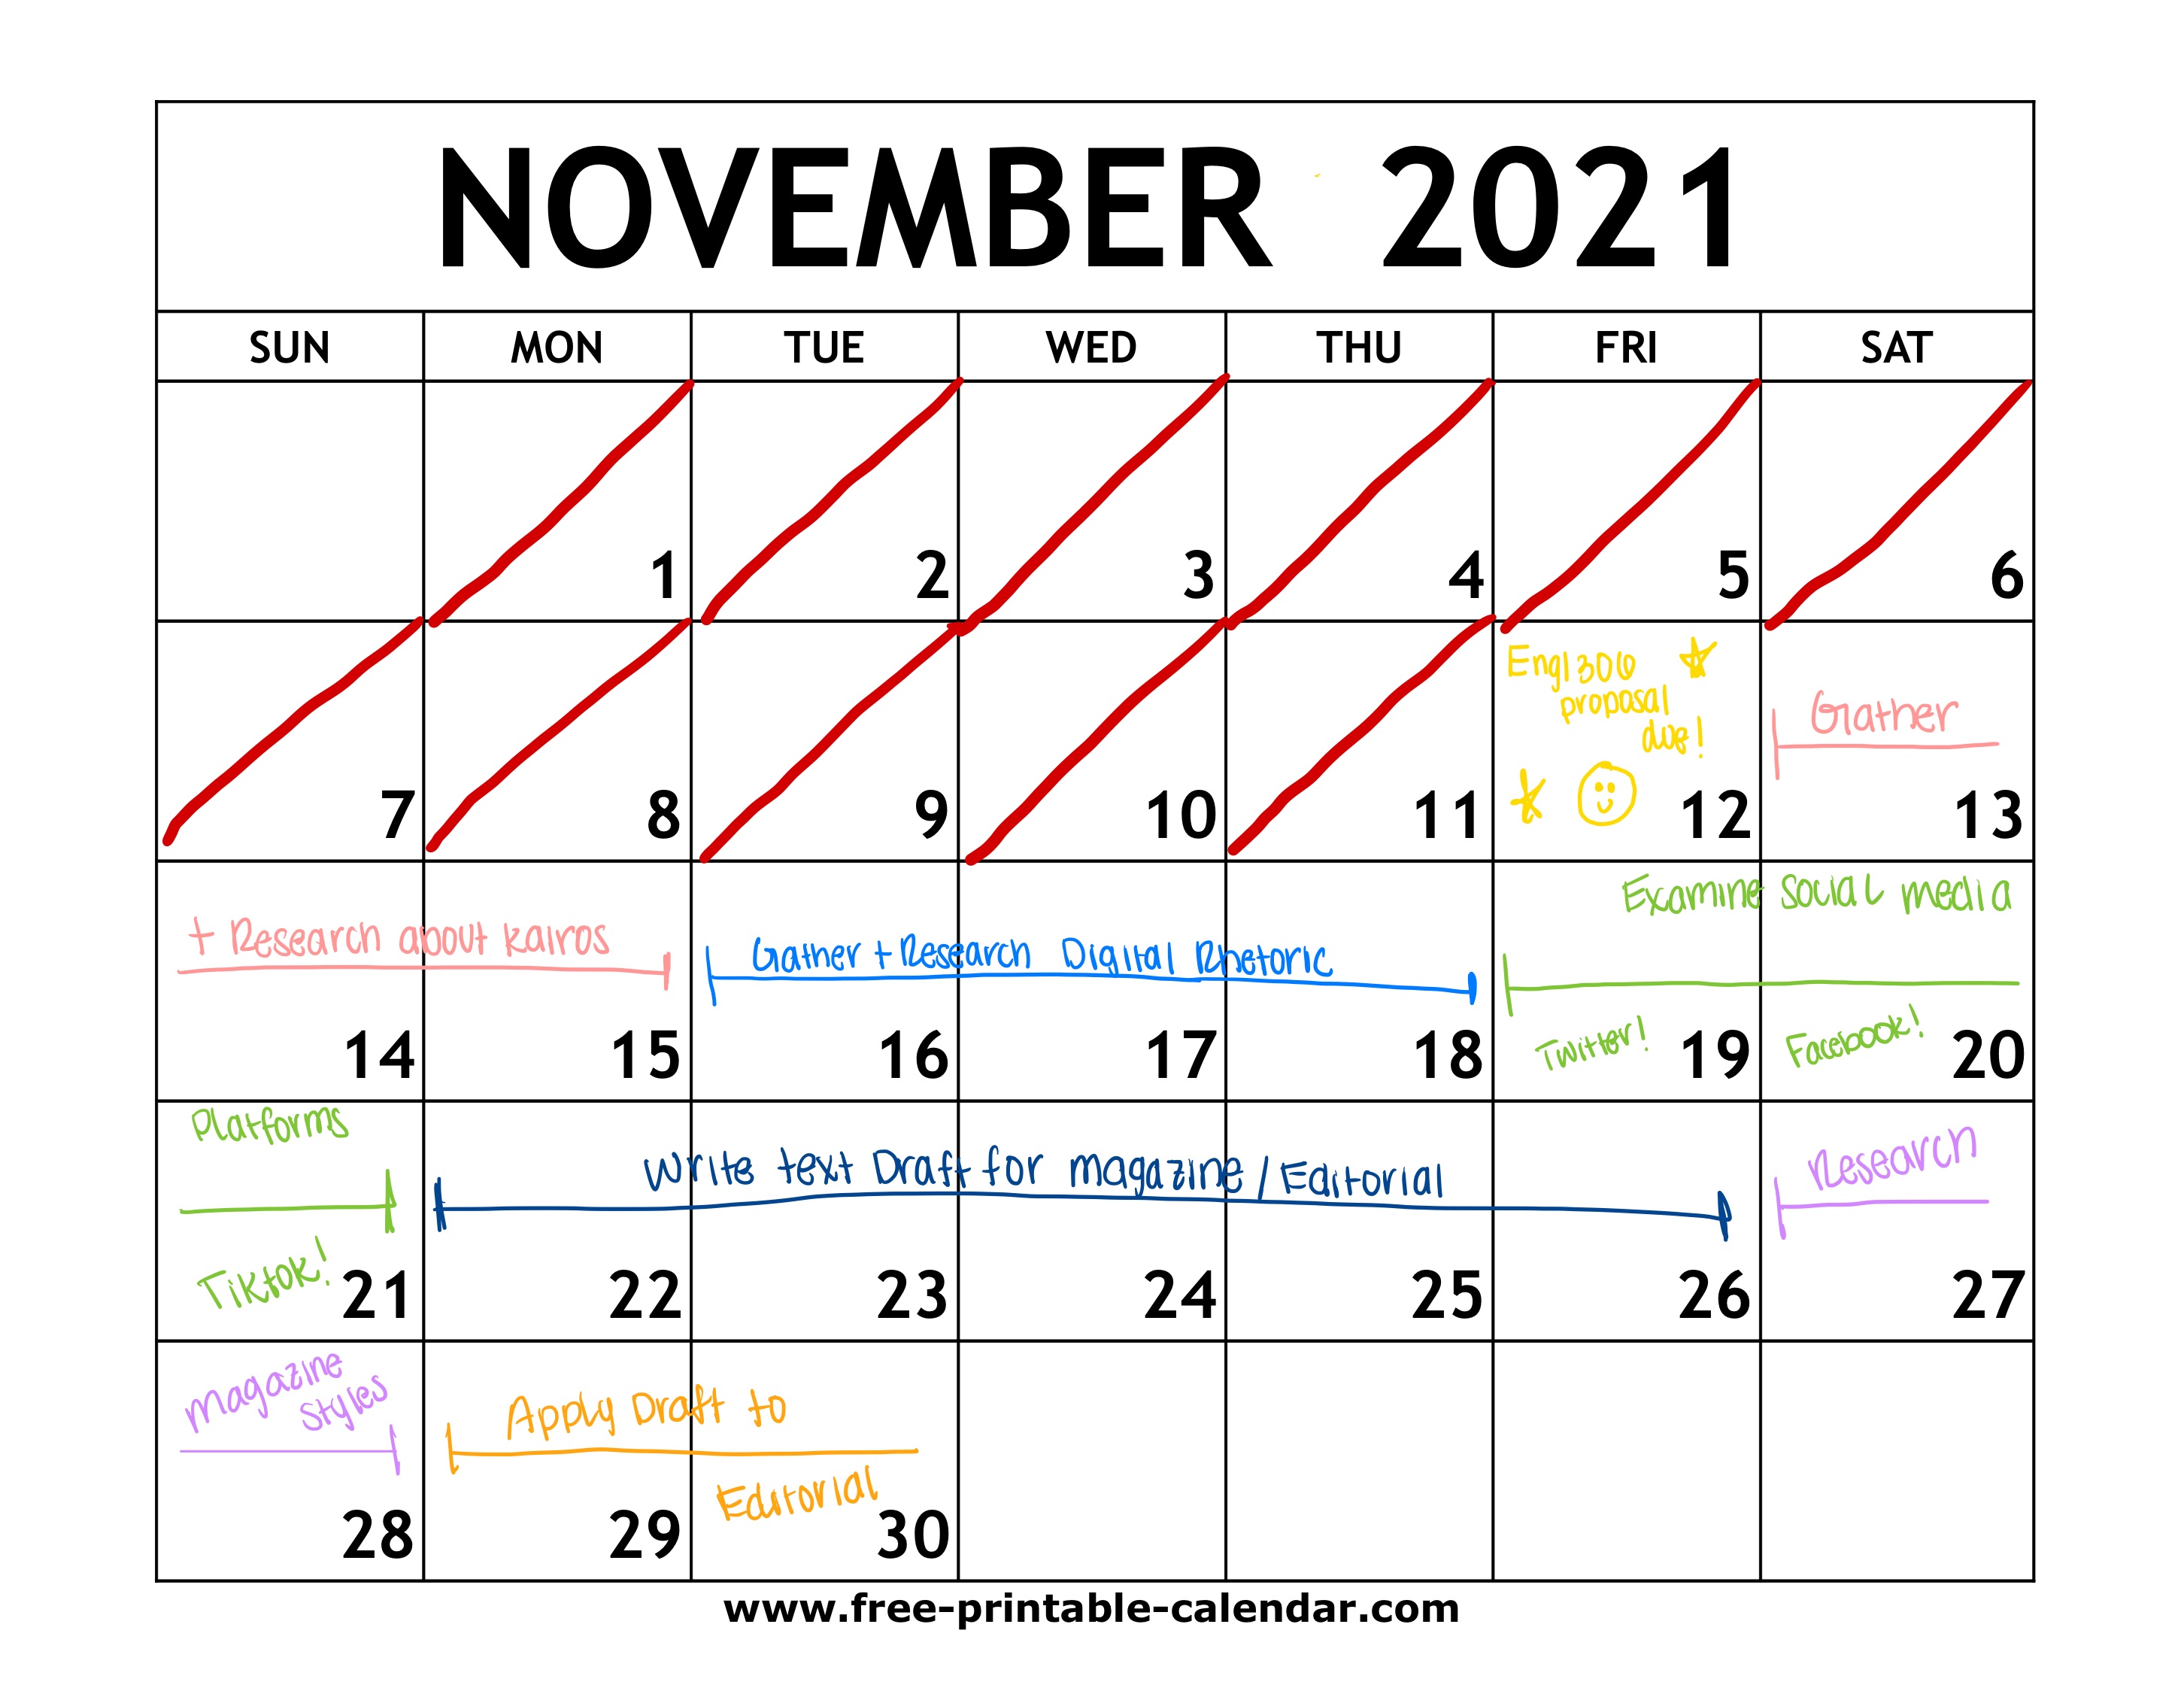 NOVEMBER 2021
SUN MON TUE WED THU FRI SAT
1 2 3 4 5 6
Engl 306
proposal
due!
Gather
7 8 9 10 11 12 13
Examine Social media
+ Research about kairos
Gather + Research Digital Rhetoric
Twitter! Facebook!
14 15 16 17 18 19 20
Platforms
Write text Draft for magazine / Editorial
Research
Tiktok!
21 22 23 24 25 26 27
magazine
styles
Apply Draft to
Editorial
28 29 30
www.free-printable-calendar.com